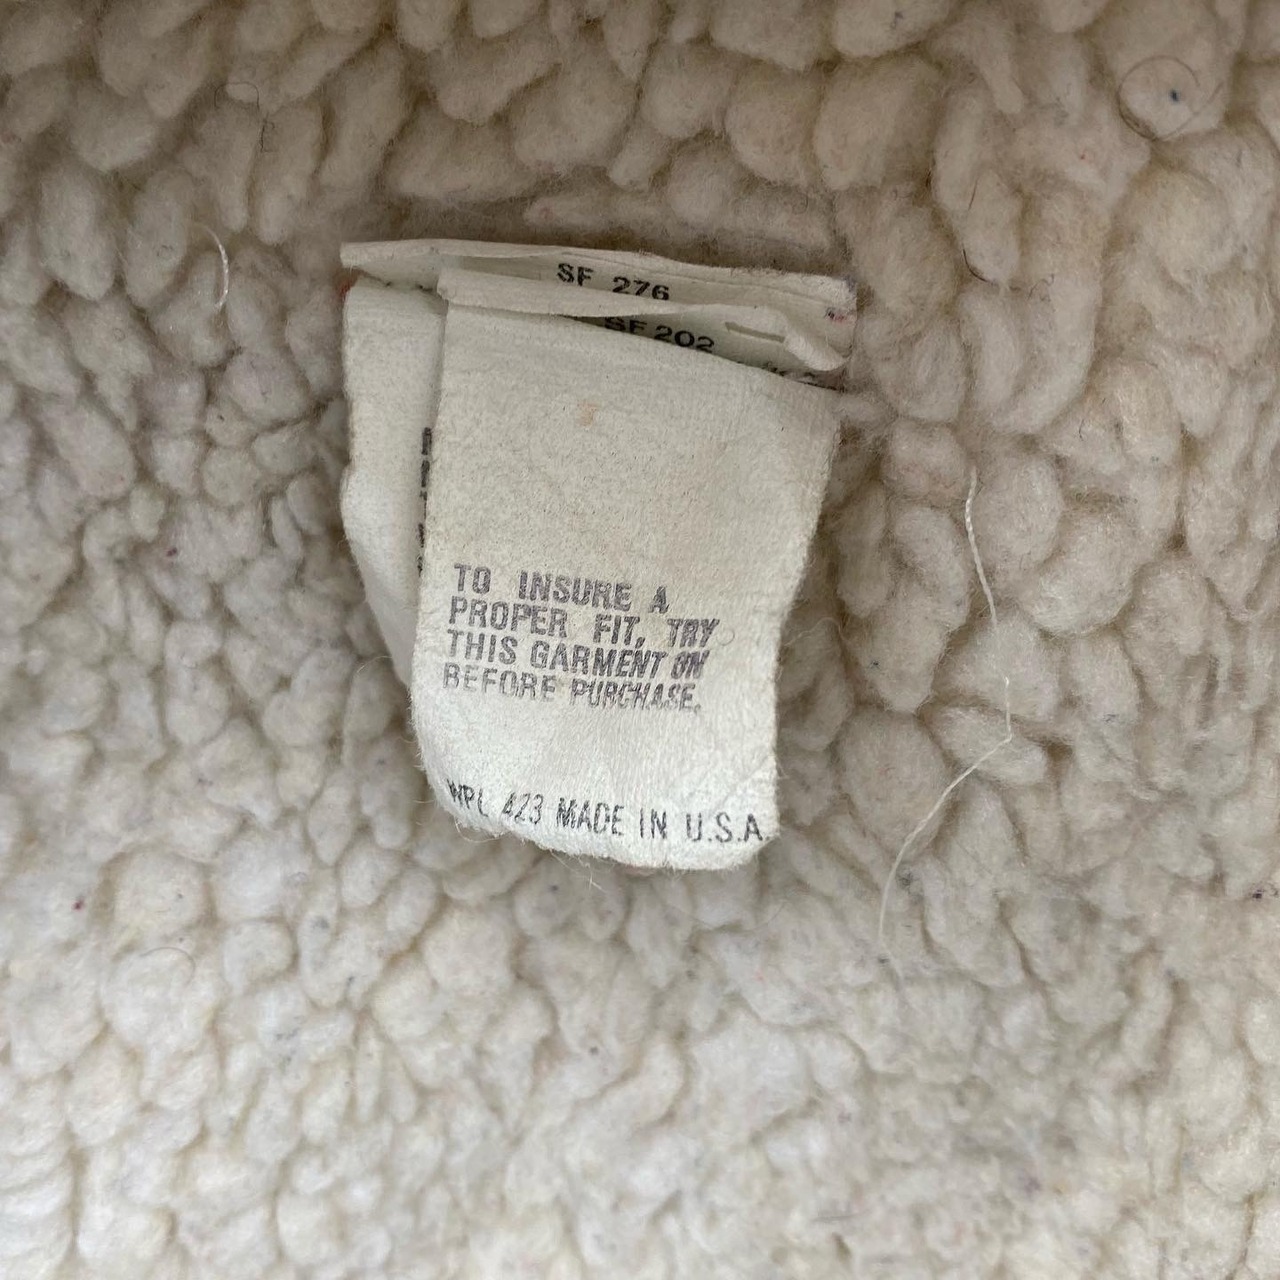 SF 276
SF 202
TO INSURE A
PROPER FIT, TRY
THIS GARMENT ON
BEFORE PURCHASE.
WPL 423 MADE IN U.S.A